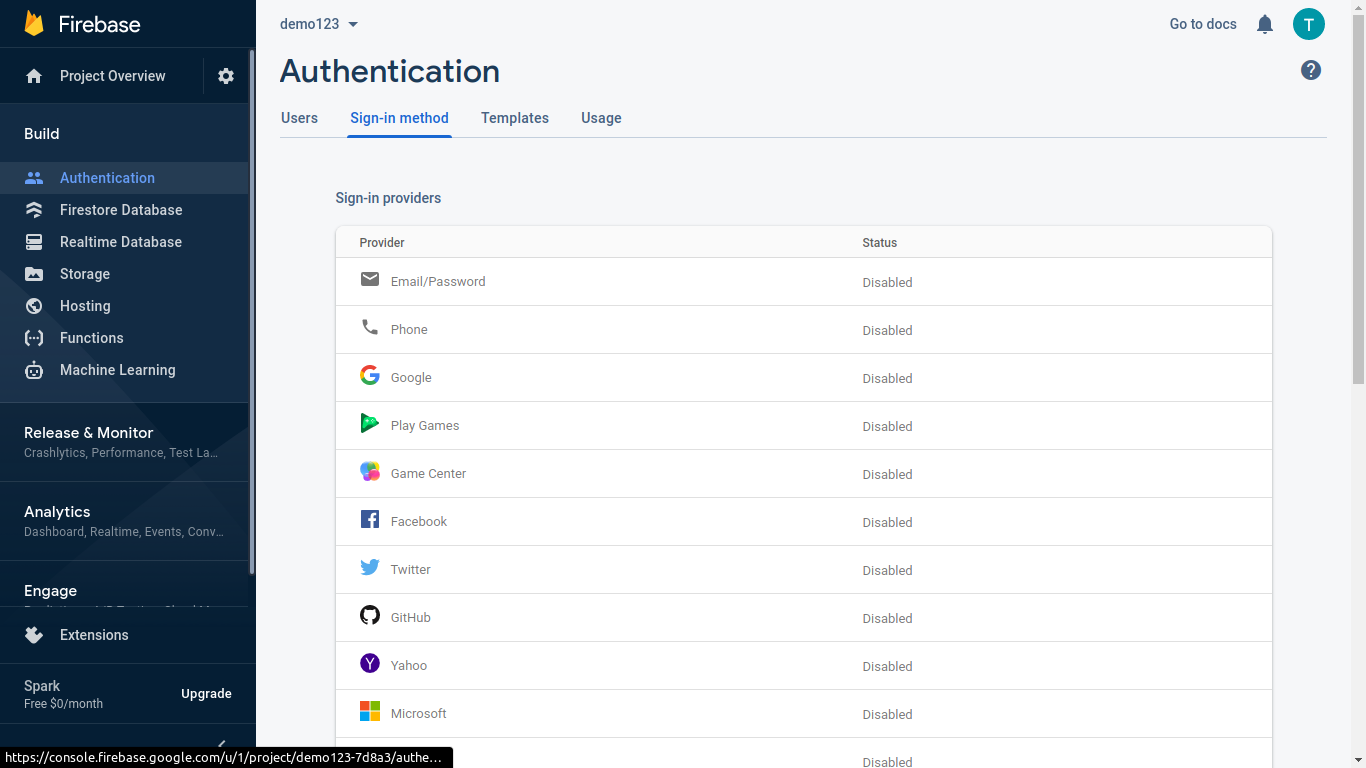 Firebase
demo123
Go to docs
T
Project Overview
Authentication
?
Users
Sign-in method
Templates
Usage
Build
Authentication
Firestore Database
Realtime Database
Storage
Hosting
Functions
Machine Learning
Release & Monitor
Crashlytics, Performance, Test La…
Analytics
Dashboard, Realtime, Events, Conv…
Engage
Extensions
Spark
Free $0/month
Upgrade
Sign-in providers
Provider Status
Email/Password Disabled
Phone Disabled
Google Disabled
Play Games Disabled
Game Center Disabled
Facebook Disabled
Twitter Disabled
GitHub Disabled
Yahoo Disabled
Microsoft Disabled
Disabled
https://console.firebase.google.com/u/1/project/demo123-7d8a3/authe…